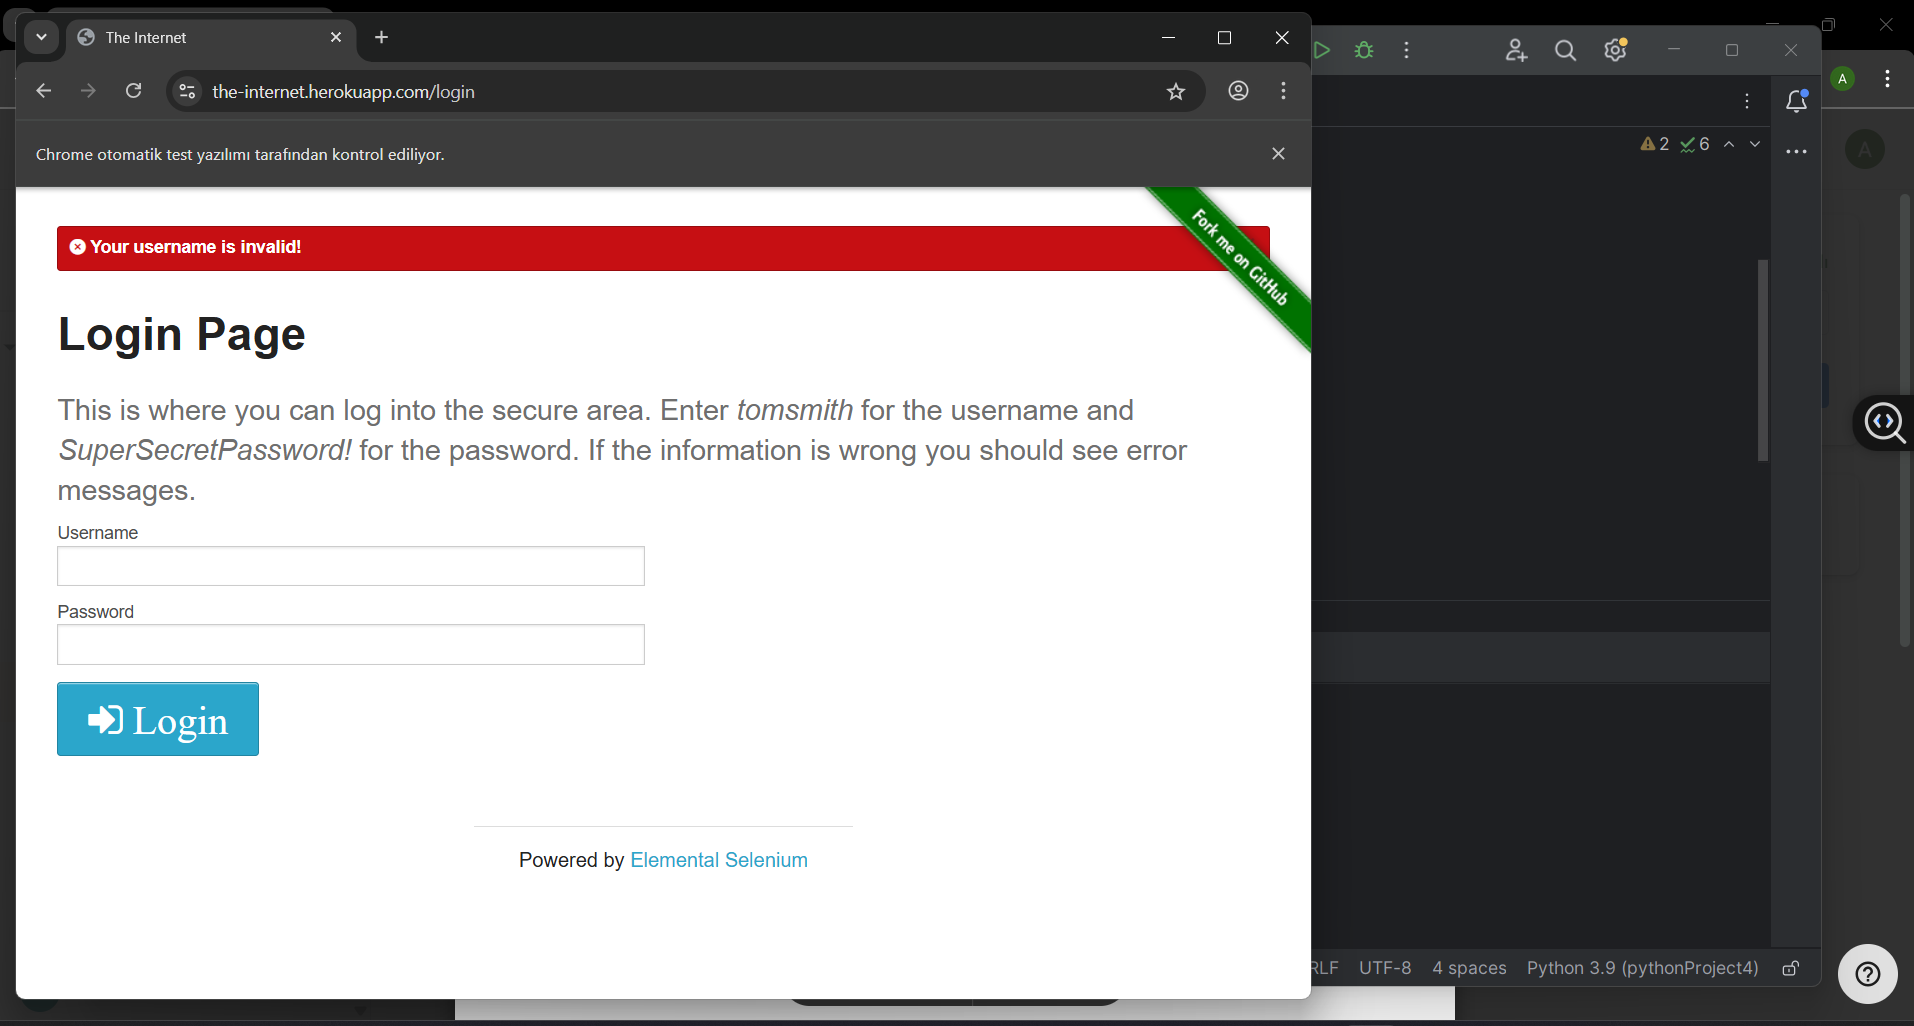 The Internet
the-internet.herokuapp.com/login
A
Chrome otomatik test yazılımı tarafından kontrol ediliyor.
2 6
A
Your username is invalid!
Fork me on GitHub
Login Page
This is where you can log into the secure area. Enter tomsmith for the username and
SuperSecretPassword! for the password. If the information is wrong you should see error
messages.
Username
Password
Login
Powered by Elemental Selenium
RLF UTF-8 4 spaces Python 3.9 (pythonProject4)